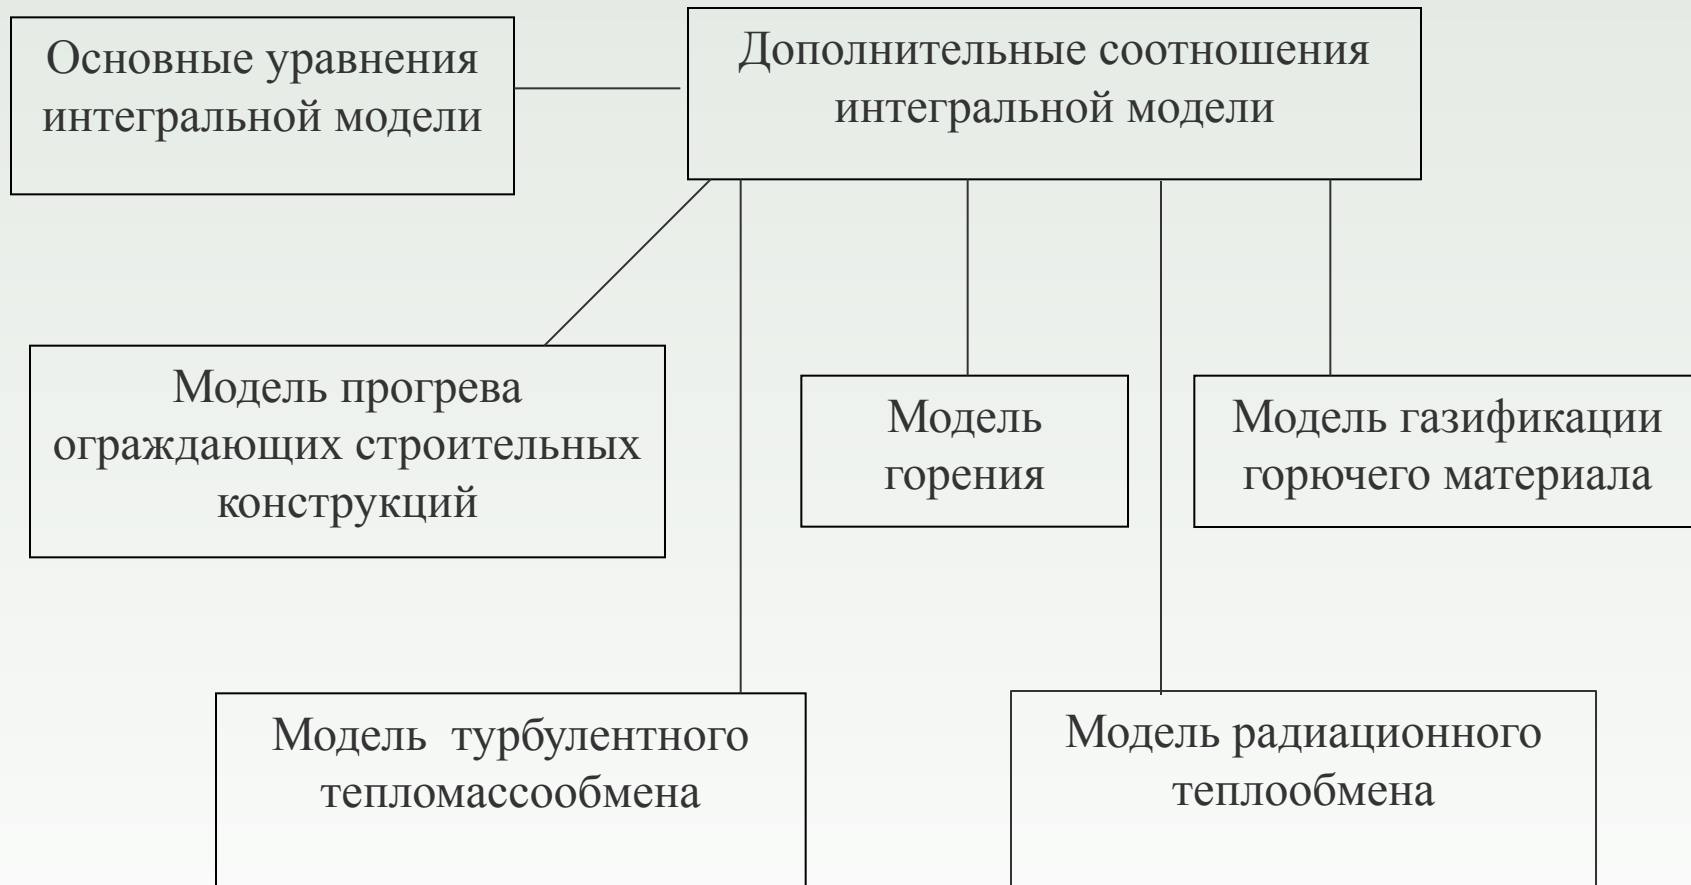 Основные уравнения
интегральной модели
Дополнительные соотношения
интегральной модели
Модель прогрева
ограждающих строительных
конструкций
Модель
горения
Модель газификации
горючего материала
Модель турбулентного
тепломассообмена
Модель радиационного
теплообмена